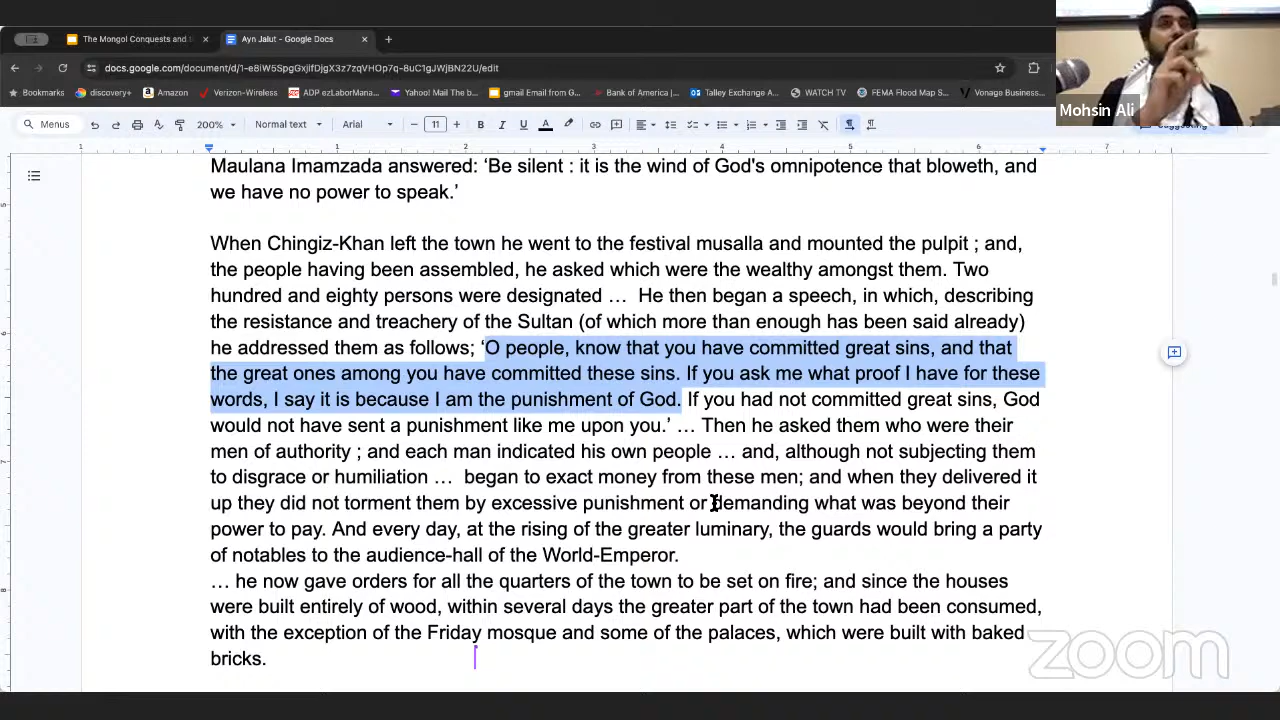 The Mongol Conquests and t
Ayn Jalut - Google Docs
docs.google.com/document/d/1-e8iW5SpgGxjifDjgX3z7zqVHOp7q-8uC1gJWjBN22U/edit
Bookmarks discovery+ Amazon Verizon-Wireless ADP ezLaborMana... Yahoo! Mail The b... gmail Email from G... Bank of America |... Talley Exchange A... WATCH TV FEMA Flood Map S... Vonage Business...
Mohsin Ali
Menus 200% Normal text Arial 11 B I U A
1 1 2 3 4 5 6 7
Maulana Imamzada answered: ‘Be silent : it is the wind of God's omnipotence that bloweth, and
we have no power to speak.’
When Chingiz-Khan left the town he went to the festival musalla and mounted the pulpit ; and,
the people having been assembled, he asked which were the wealthy amongst them. Two
hundred and eighty persons were designated … He then began a speech, in which, describing
the resistance and treachery of the Sultan (of which more than enough has been said already)
he addressed them as follows; ‘O people, know that you have committed great sins, and that
the great ones among you have committed these sins. If you ask me what proof I have for these
words, I say it is because I am the punishment of God. If you had not committed great sins, God
would not have sent a punishment like me upon you.’ … Then he asked them who were their
men of authority ; and each man indicated his own people … and, although not subjecting them
to disgrace or humiliation … began to exact money from these men; and when they delivered it
up they did not torment them by excessive punishment or demanding what was beyond their
power to pay. And every day, at the rising of the greater luminary, the guards would bring a party
of notables to the audience-hall of the World-Emperor.
… he now gave orders for all the quarters of the town to be set on fire; and since the houses
were built entirely of wood, within several days the greater part of the town had been consumed,
with the exception of the Friday mosque and some of the palaces, which were built with baked
bricks.
zoom